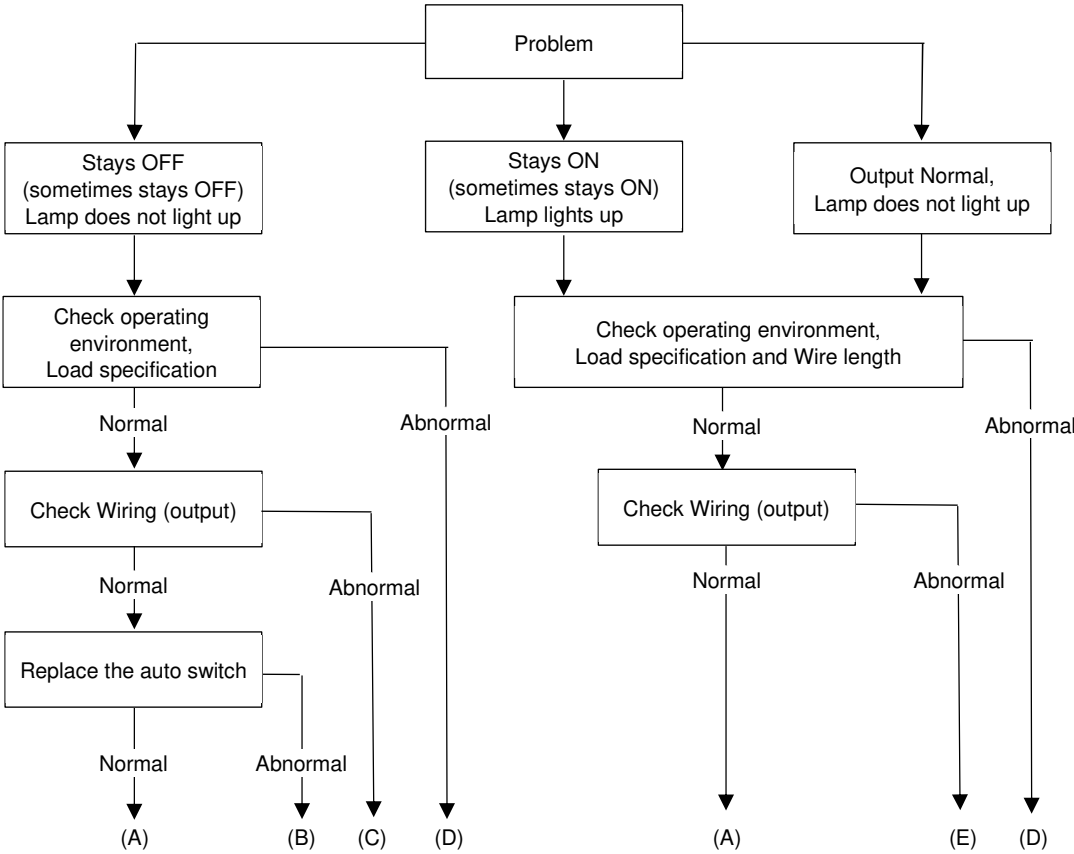 Problem
Stays OFF
(sometimes stays OFF)
Lamp does not light up
Stays ON
(sometimes stays ON)
Lamp lights up
Output Normal,
Lamp does not light up
Check operating
environment,
Load specification
Check operating environment,
Load specification and Wire length
Normal
Abnormal
Normal
Abnormal
Check Wiring (output)
Check Wiring (output)
Normal
Abnormal
Normal
Abnormal
Replace the auto switch
Normal
Abnormal
(A)
(B)
(C)
(D)
(A)
(E)
(D)